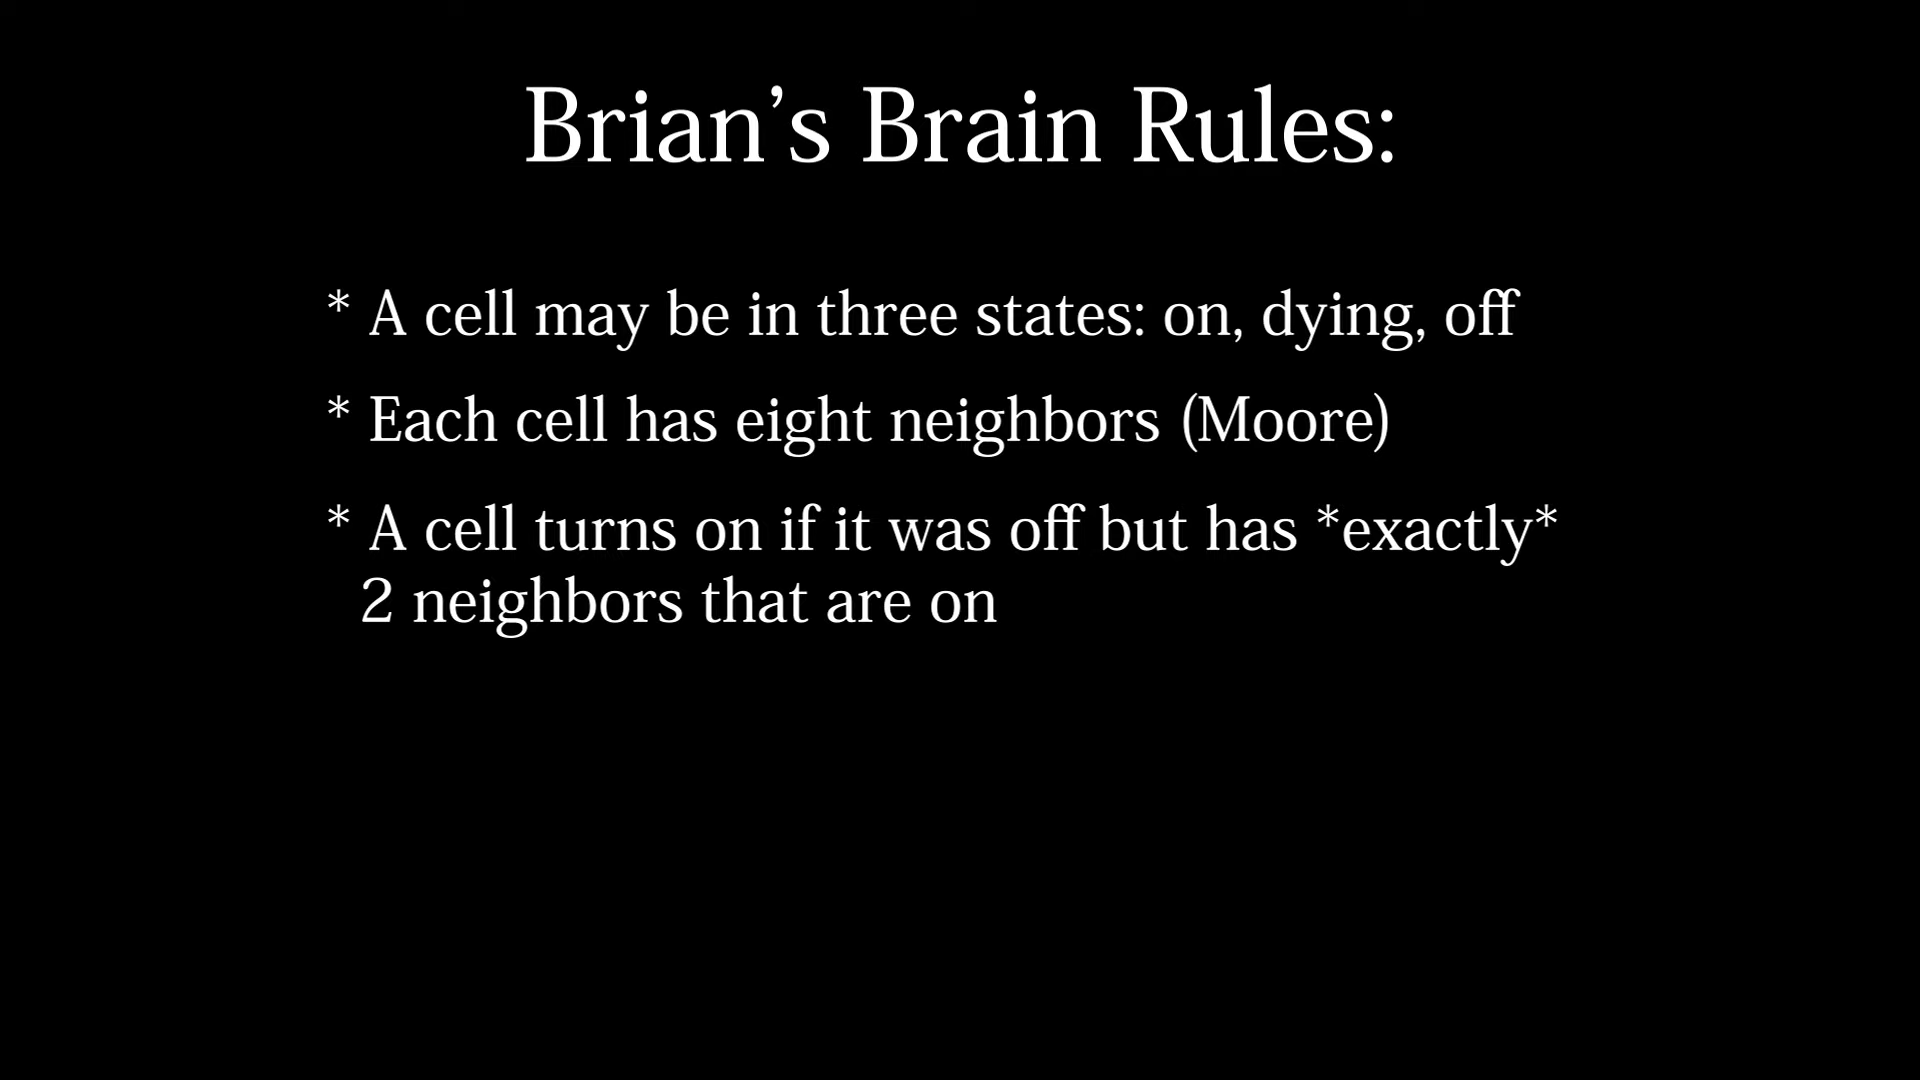 Brian’s Brain Rules:
* A cell may be in three states: on, dying, off
* Each cell has eight neighbors (Moore)
* A cell turns on if it was off but has *exactly*
2 neighbors that are on